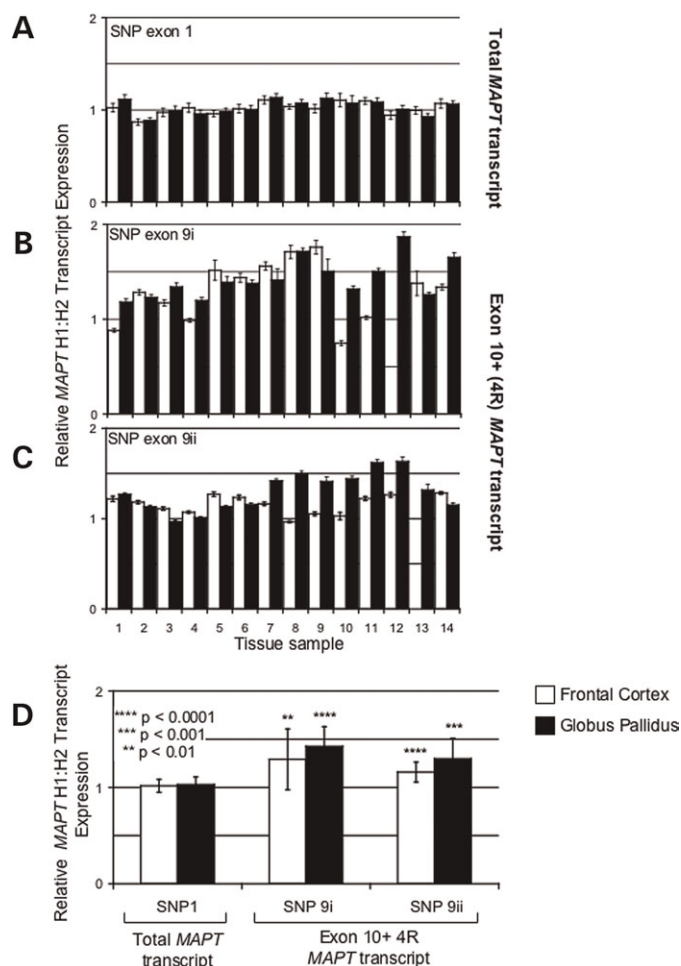 A
2
SNP exon 1
1
0
Total MAPT transcript
B
2
SNP exon 9i
1
0
Relative MAPT H1:H2 Transcript Expression
Exon 10+ (4R) MAPT transcript
C
2
SNP exon 9ii
1
0
1 2 3 4 5 6 7 8 9 10 11 12 13 14
Tissue sample
D
Relative MAPT H1:H2 Transcript
Expression
2
1
0
**** p < 0.0001
*** p < 0.001
** p < 0.01
** **** **** ***
Frontal Cortex
Globus Pallidus
SNP1 SNP 9i SNP 9ii
Total MAPT
transcript
Exon 10+ 4R
MAPT transcript